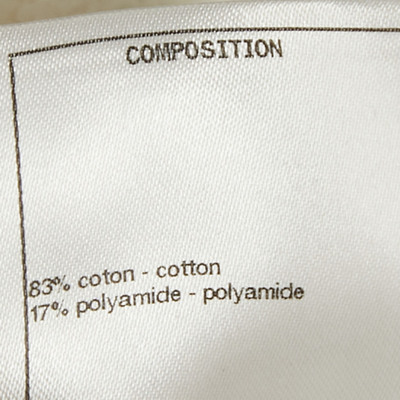 COMPOSITION
83% coton - cotton
17% polyamide - polyamide